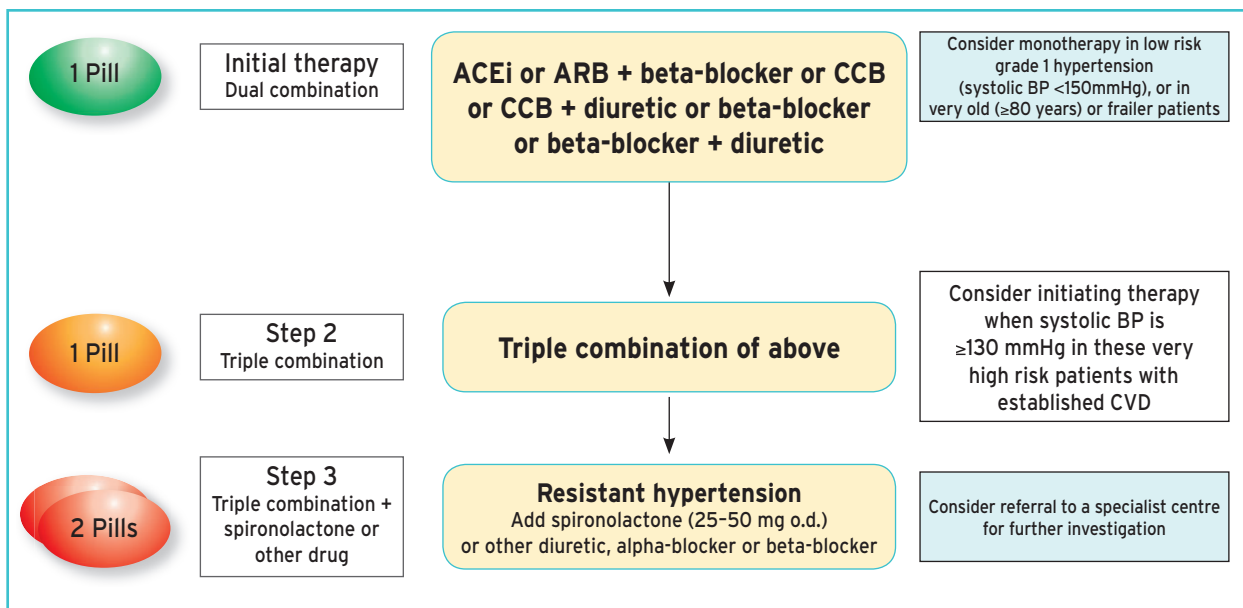 1 Pill
Initial therapy
Dual combination
ACEi or ARB + beta-blocker or CCB
or CCB + diuretic or beta-blocker
or beta-blocker + diuretic
Consider monotherapy in low risk
grade 1 hypertension
(systolic BP <150mmHg), or in
very old (≥80 years) or frailer patients
1 Pill
Step 2
Triple combination
Triple combination of above
Consider initiating therapy
when systolic BP is
≥130 mmHg in these very
high risk patients with
established CVD
2 Pills
Step 3
Triple combination +
spironolactone or
other drug
Resistant hypertension
Add spironolactone (25–50 mg o.d.)
or other diuretic, alpha-blocker or beta-blocker
Consider referral to a specialist centre
for further investigation